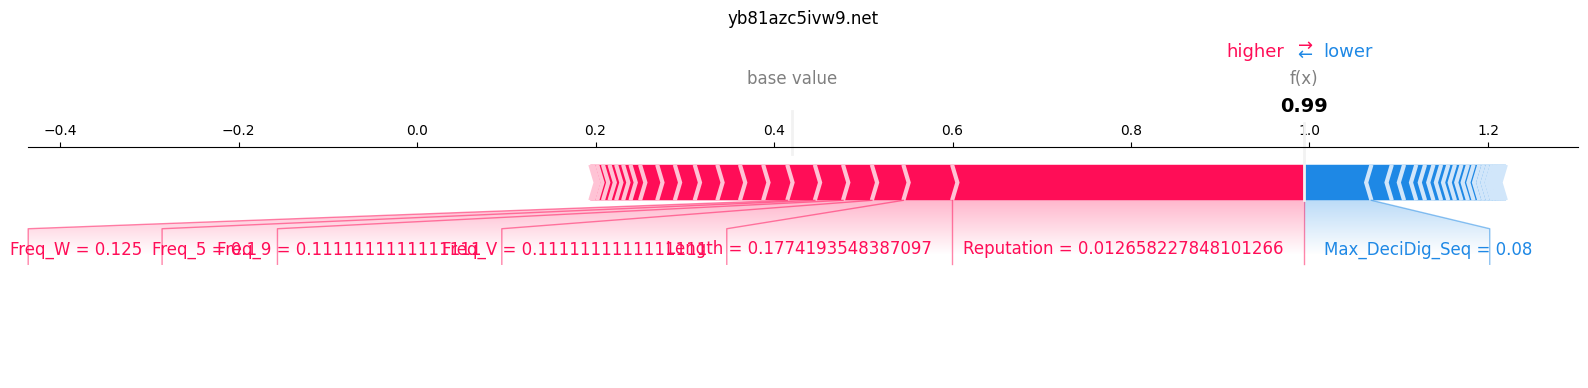 yb81azc5ivw9.net
higher ⇄ lower
base value f(x)
0.99
−0.4 −0.2 0.0 0.2 0.4 0.6 0.8 1.0 1.2
Freq_W = 0.125 Freq_5 = 0.1 Freq_9 = 0.1111111111111111 Freq_V = 0.1111111111111111 Length = 0.1774193548387097 Reputation = 0.012658227848101266 Max_DeciDig_Seq = 0.08